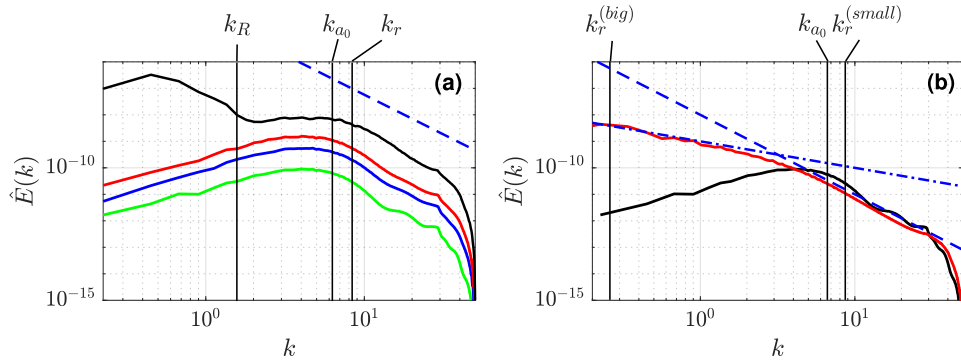 k_R k_{a_0} k_r
(a)
Ê(k)
10^{-10}
10^{-15}
10^0 10^1
k
k_r^{(big)} k_{a_0} k_r^{(small)}
(b)
Ê(k)
10^{-10}
10^{-15}
10^0 10^1
k